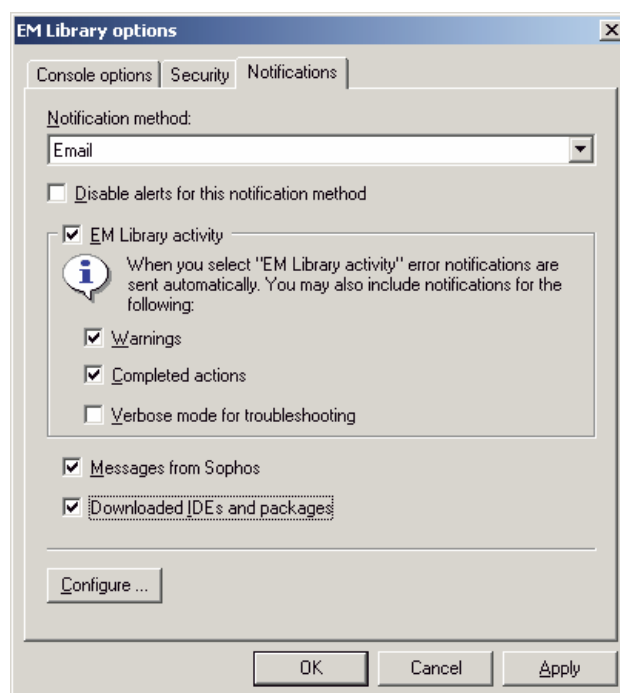 EM Library options
Console options
Security
Notifications
Notification method:
Email
Disable alerts for this notification method
EM Library activity
When you select "EM Library activity" error notifications are
sent automatically. You may also include notifications for the
following:
Warnings
Completed actions
Verbose mode for troubleshooting
Messages from Sophos
Downloaded IDEs and packages
Configure ...
OK
Cancel
Apply